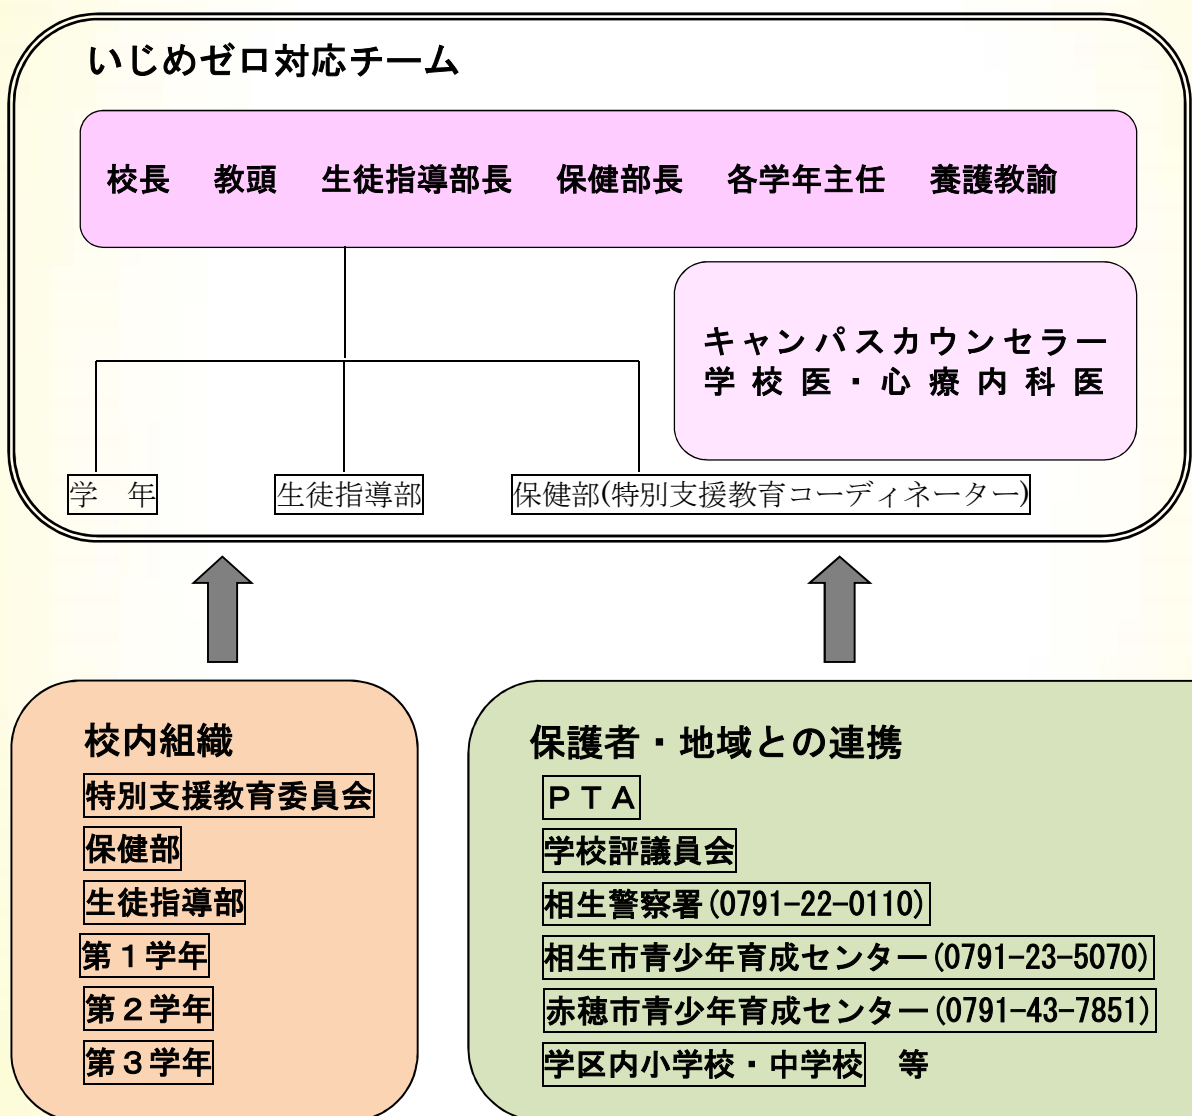 いじめゼロ対応チーム
校長　教頭　生徒指導部長　保健部長　各学年主任　養護教諭
キャンパスカウンセラー
学校医・心療内科医
学　年　生徒指導部　保健部(特別支援教育コーディネーター)
校内組織
特別支援教育委員会
保健部
生徒指導部
第１学年
第２学年
第３学年
保護者・地域との連携
ＰＴＡ
学校評議員会
相生警察署(0791-22-0110)
相生市青少年育成センター(0791-23-5070)
赤穂市青少年育成センター(0791-43-7851)
学区内小学校・中学校　等